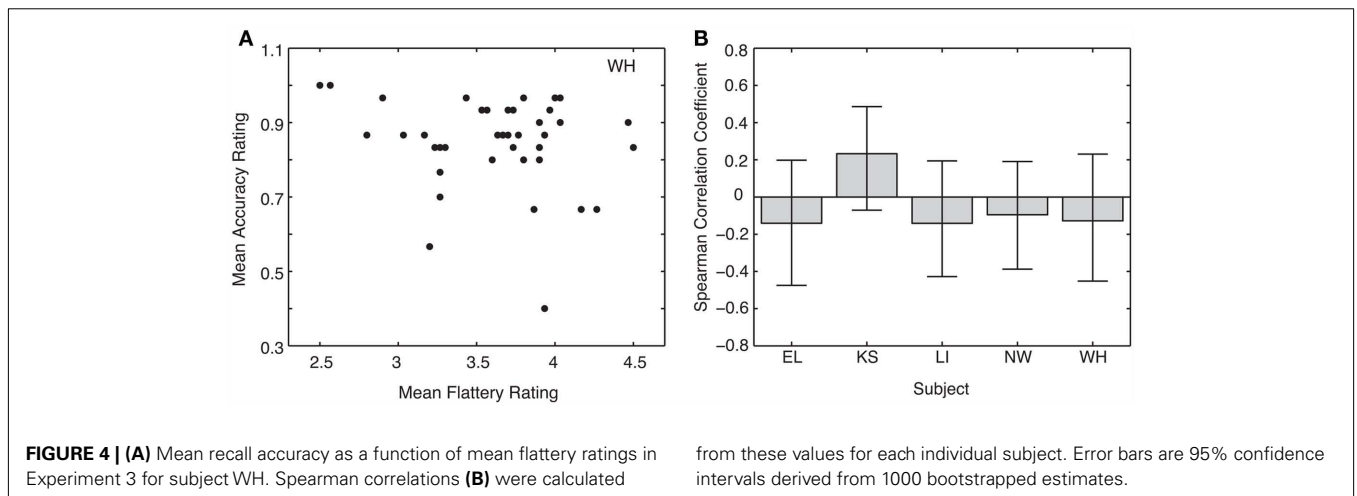 A
1.1
0.9
0.7
0.5
0.3
Mean Accuracy Rating
WH
2.5 3 3.5 4 4.5
Mean Flattery Rating
B
0.8
0.6
0.4
0.2
0
−0.2
−0.4
−0.6
−0.8
Spearman Correlation Coefficient
EL KS LI NW WH
Subject
FIGURE 4 | (A) Mean recall accuracy as a function of mean flattery ratings in
Experiment 3 for subject WH. Spearman correlations (B) were calculated
from these values for each individual subject. Error bars are 95% confidence
intervals derived from 1000 bootstrapped estimates.